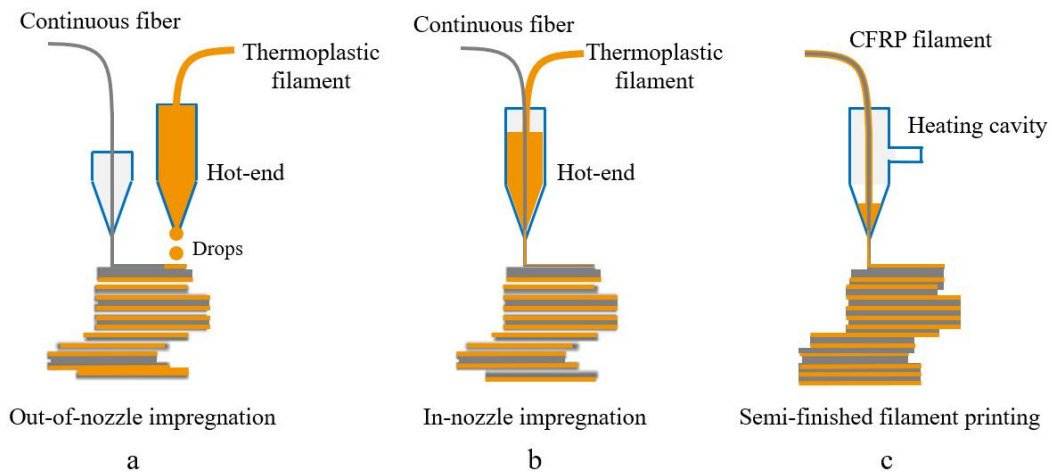 Continuous fiber
Thermoplastic
filament
Hot-end
Drops
Out-of-nozzle impregnation
a
Continuous fiber
Thermoplastic
filament
Hot-end
In-nozzle impregnation
b
CFRP filament
Heating cavity
Semi-finished filament printing
c